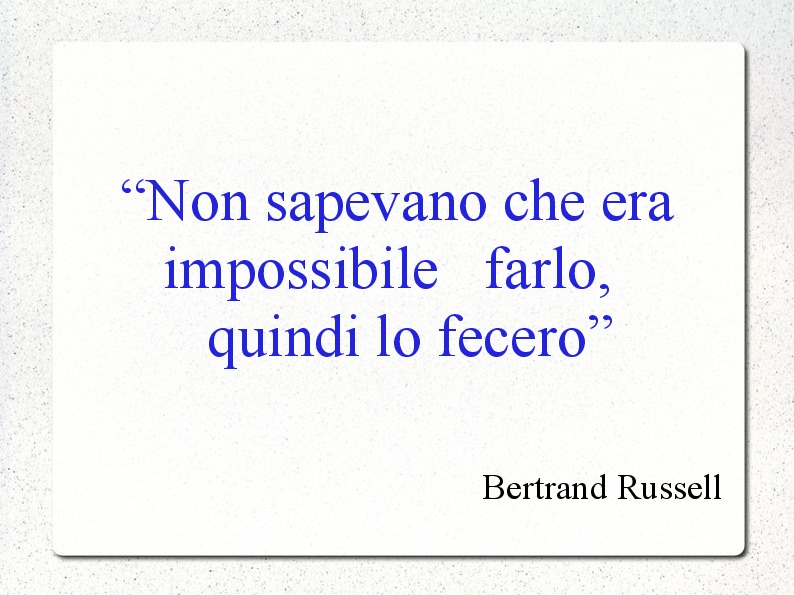 “Non sapevano che era
impossibile farlo,
quindi lo fecero”
Bertrand Russell